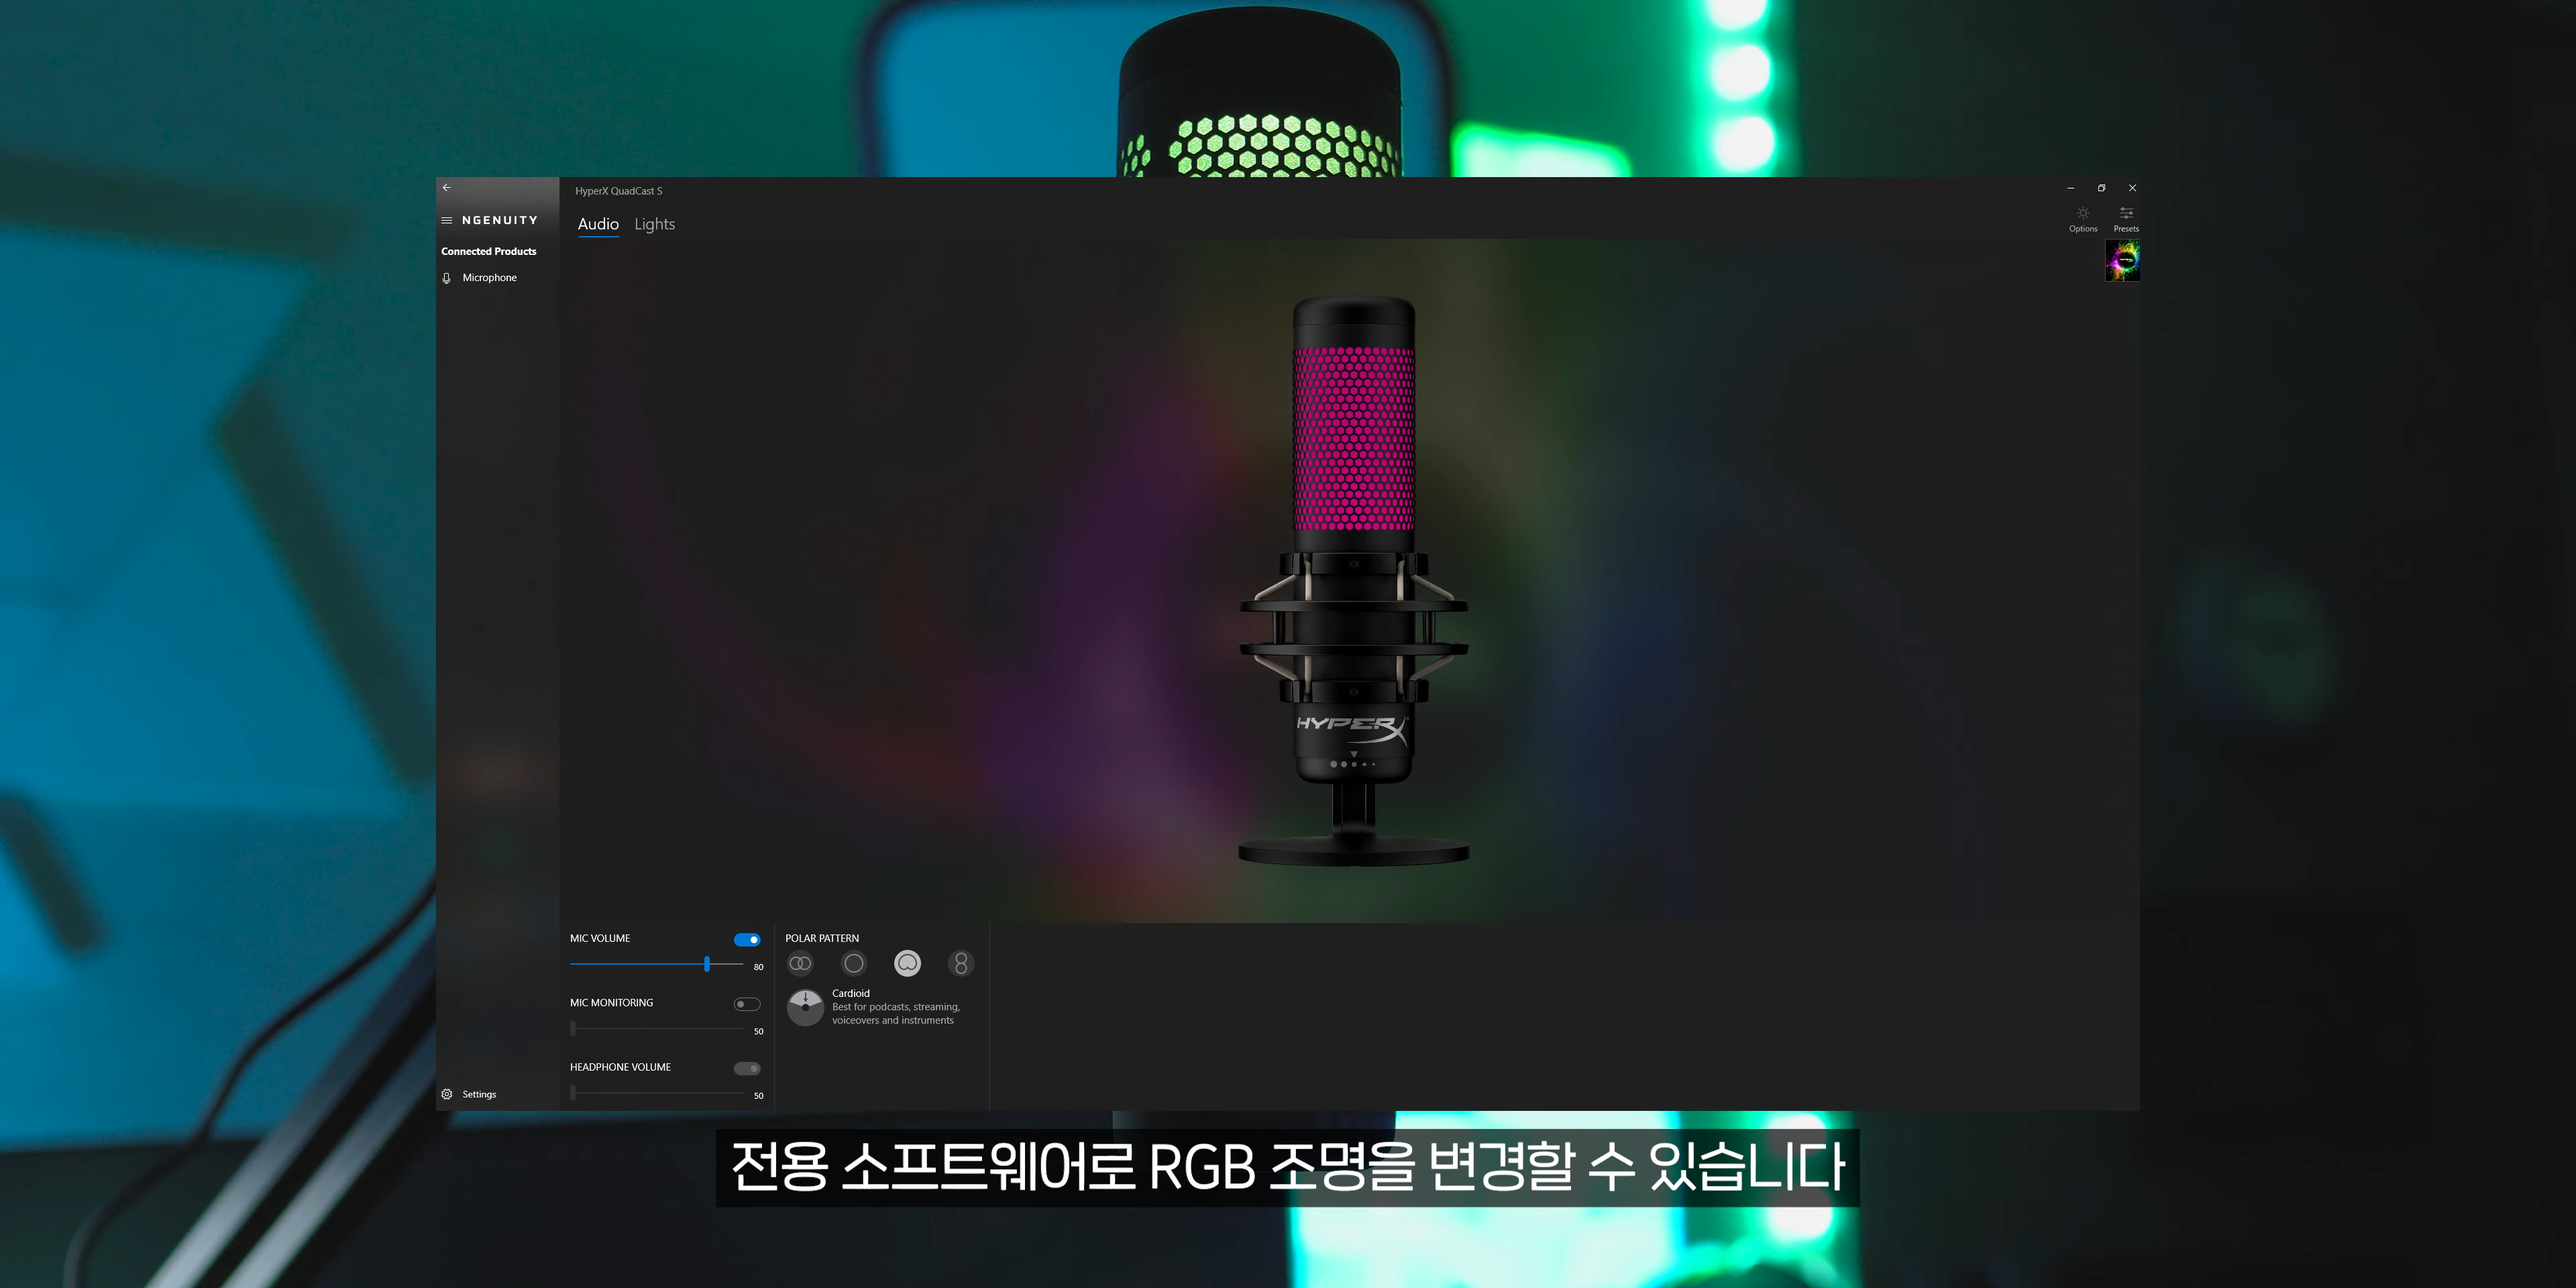 HyperX QuadCast S
NGENUITY
Audio Lights
Options Presets
Connected Products
Microphone
HYPERX
MIC VOLUME
80
MIC MONITORING
50
HEADPHONE VOLUME
50
POLAR PATTERN
Cardioid
Best for podcasts, streaming,
voiceovers and instruments
Settings
전용 소프트웨어로 RGB 조명을 변경할 수 있습니다